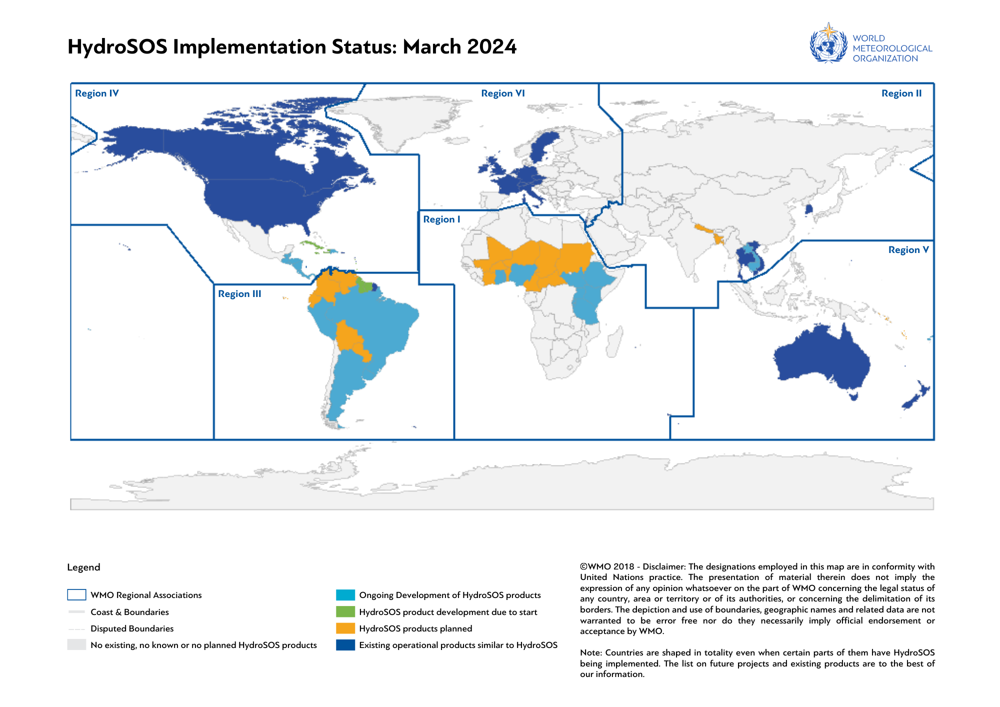 HydroSOS Implementation Status: March 2024
WORLD
METEOROLOGICAL
ORGANIZATION
Region IV
Region VI
Region II
Region I
Region V
Region III
Legend
WMO Regional Associations
Coast & Boundaries
Disputed Boundaries
No existing, no known or no planned HydroSOS products
Ongoing Development of HydroSOS products
HydroSOS product development due to start
HydroSOS products planned
Existing operational products similar to HydroSOS
©WMO 2018 - Disclaimer: The designations employed in this map are in conformity with
United Nations practice. The presentation of material therein does not imply the
expression of any opinion whatsoever on the part of WMO concerning the legal status of
any country, area or territory or of its authorities, or concerning the delimitation of its
borders. The depiction and use of boundaries, geographic names and related data are not
warranted to be error free nor do they necessarily imply official endorsement or
acceptance by WMO.
Note: Countries are shaped in totality even when certain parts of them have HydroSOS
being implemented. The list on future projects and existing products are to the best of
our information.